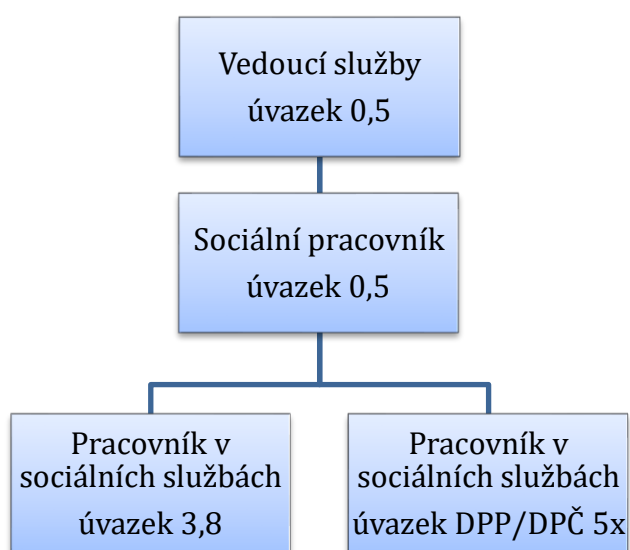 Vedoucí služby
úvazek 0,5
Sociální pracovník
úvazek 0,5
Pracovník v
sociálních službách
úvazek 3,8
Pracovník v
sociálních službách
úvazek DPP/DPČ 5x